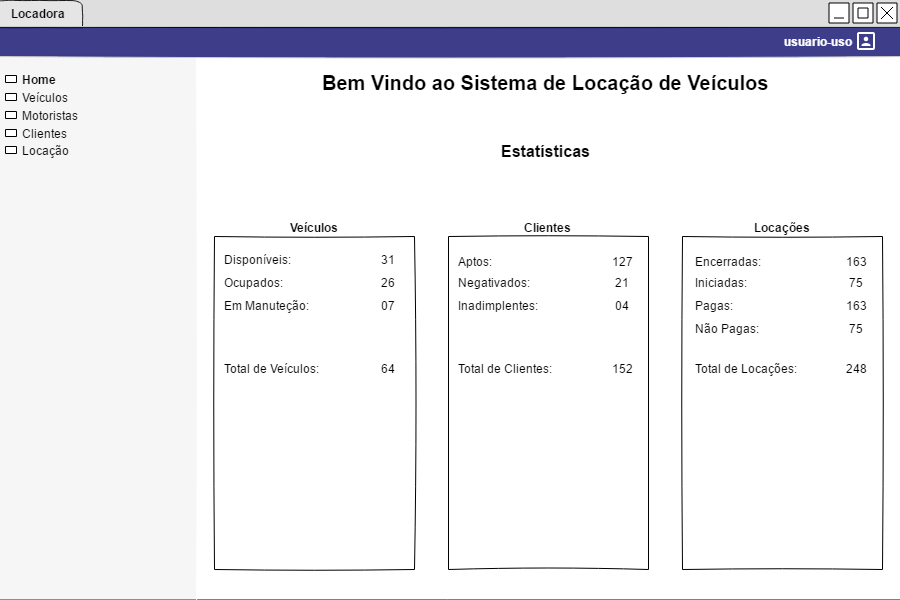 Locadora
usuario-uso
Home
Veículos
Motoristas
Clientes
Locação
Bem Vindo ao Sistema de Locação de Veículos
Estatísticas
Veículos
Disponíveis: 31
Ocupados: 26
Em Manuteção: 07
Total de Veículos: 64
Clientes
Aptos: 127
Negativados: 21
Inadimplentes: 04
Total de Clientes: 152
Locações
Encerradas: 163
Iniciadas: 75
Pagas: 163
Não Pagas: 75
Total de Locações: 248